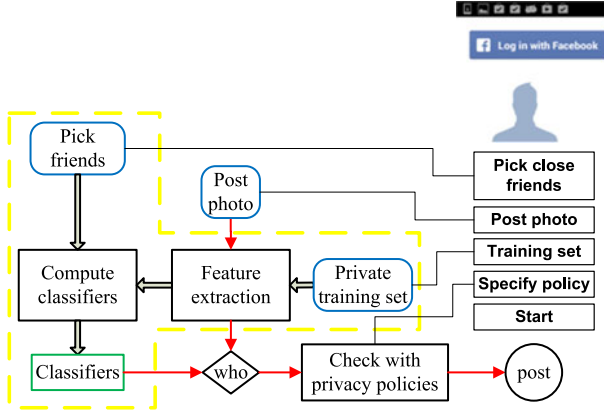 Log in with Facebook
Pick
friends
Post
photo
Pick close
friends
Post photo
Compute
classifiers
Feature
extraction
Private
training set
Training set
Specify policy
Start
Classifiers
who
Check with
privacy policies
post